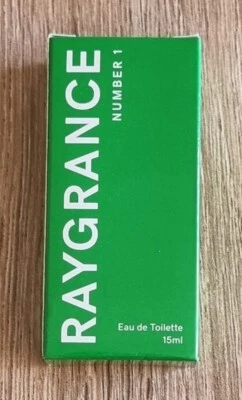 RAYGRANCE
NUMBER 1
Eau de Toilette
15ml